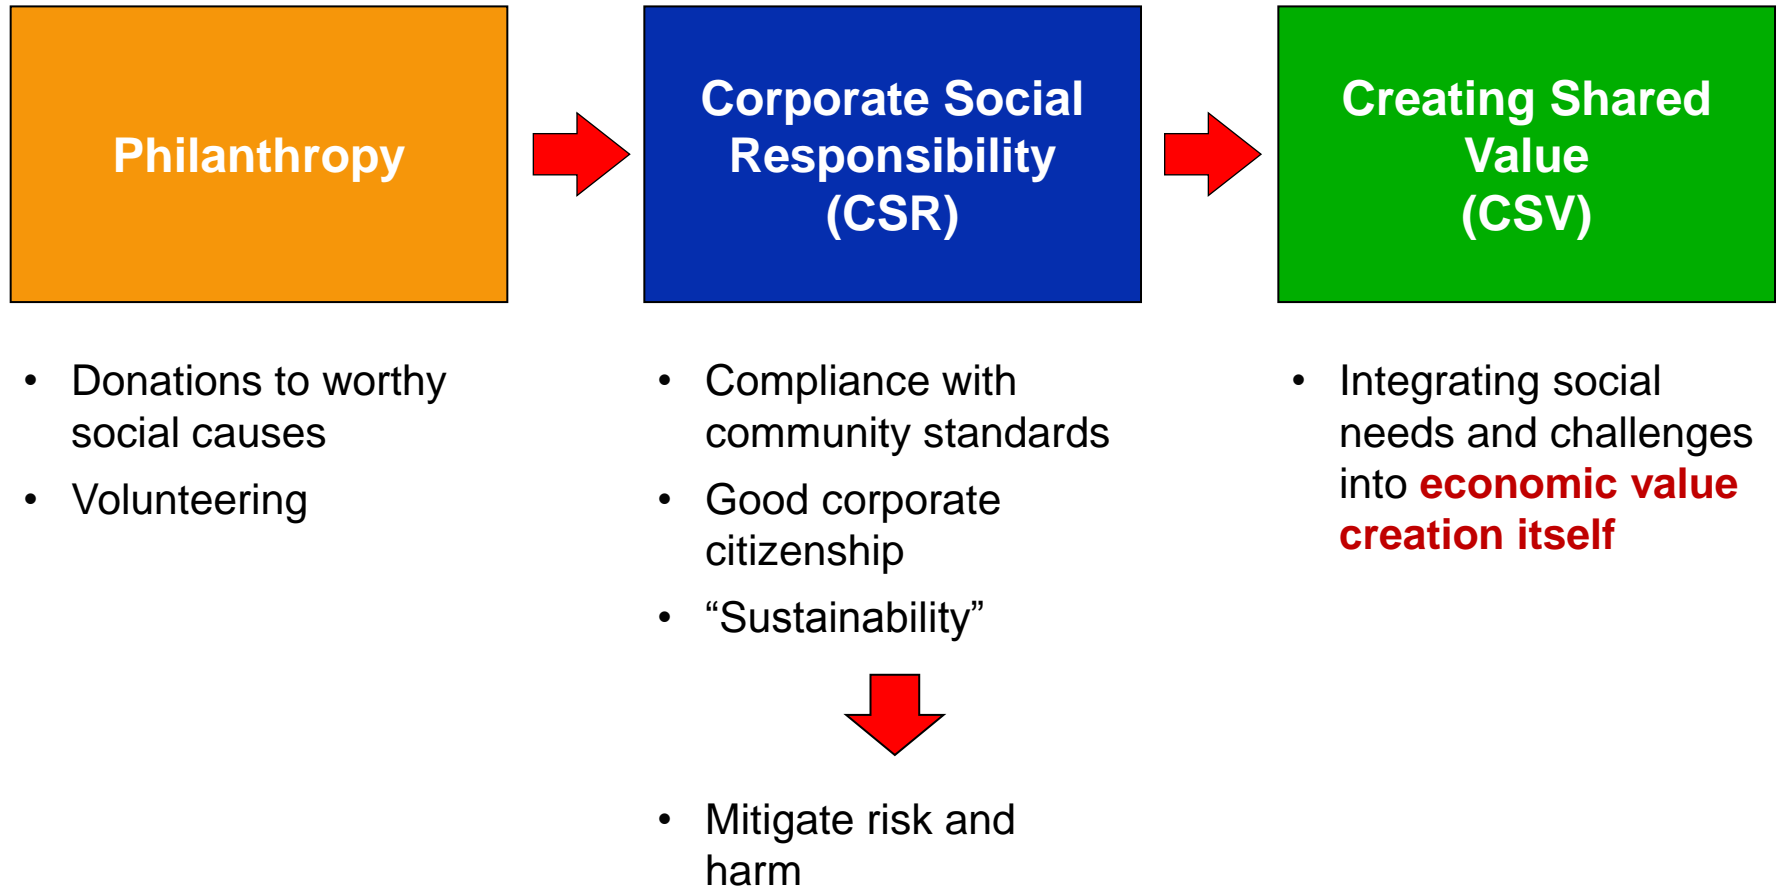 Philanthropy
Corporate Social
Responsibility
(CSR)
Creating Shared
Value
(CSV)
• Donations to worthy
social causes
• Volunteering
• Compliance with
community standards
• Good corporate
citizenship
• “Sustainability”
• Mitigate risk and
harm
• Integrating social
needs and challenges
into economic value
creation itself